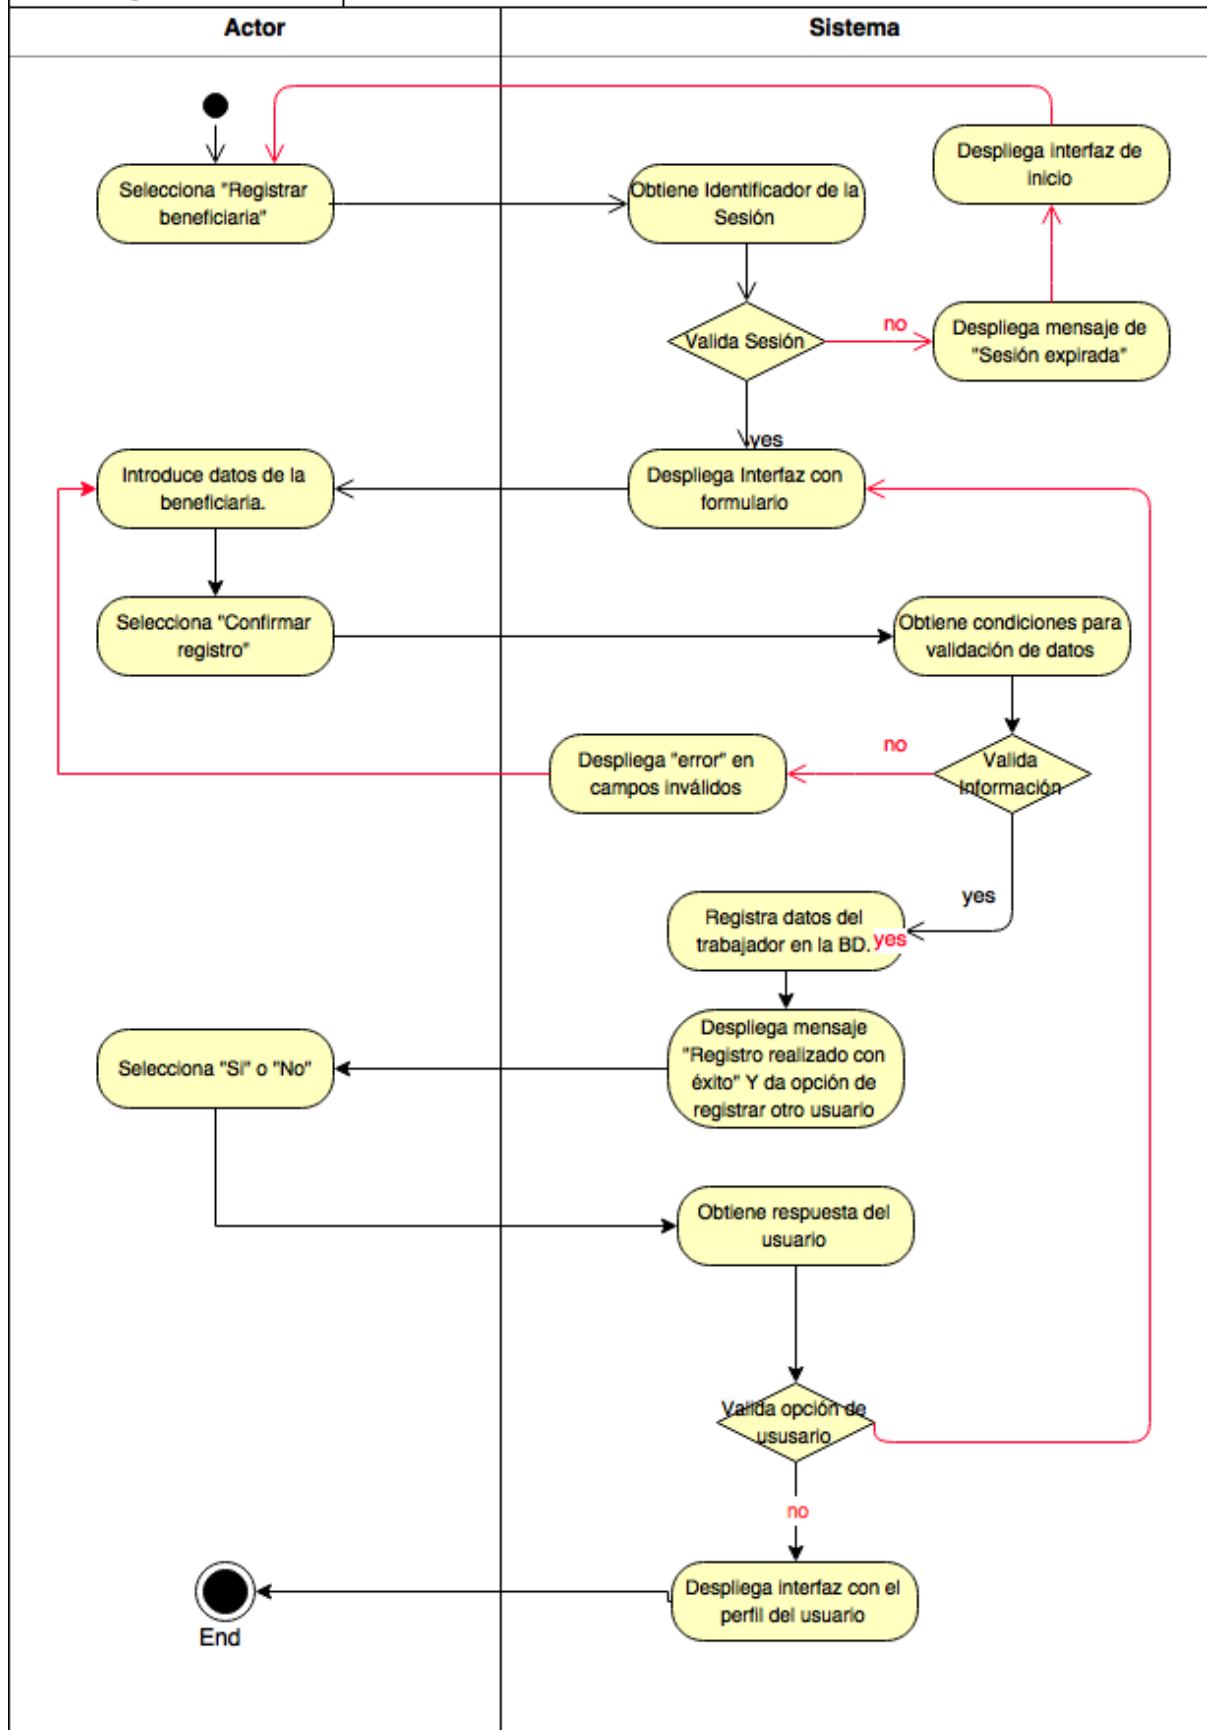 Actor
Sistema
Despliega interfaz de
inicio
Selecciona "Registrar
beneficiaria"
Obtiene Identificador de la
Sesión
Valida Sesión
no
Despliega mensaje de
"Sesión expirada"
yes
Introduce datos de la
beneficiaria.
Despliega Interfaz con
formulario
Selecciona "Confirmar
registro"
Obtiene condiciones para
validación de datos
Despliega "error" en
campos inválidos
no
Valida
Información
yes
Registra datos del
trabajador en la BD.
yes
Selecciona "Si" o "No"
Despliega mensaje
"Registro realizado con
éxito" Y da opción de
registrar otro usuario
Obtiene respuesta del
usuario
Valida opción de
ususario
no
Despliega interfaz con el
perfil del usuario
End